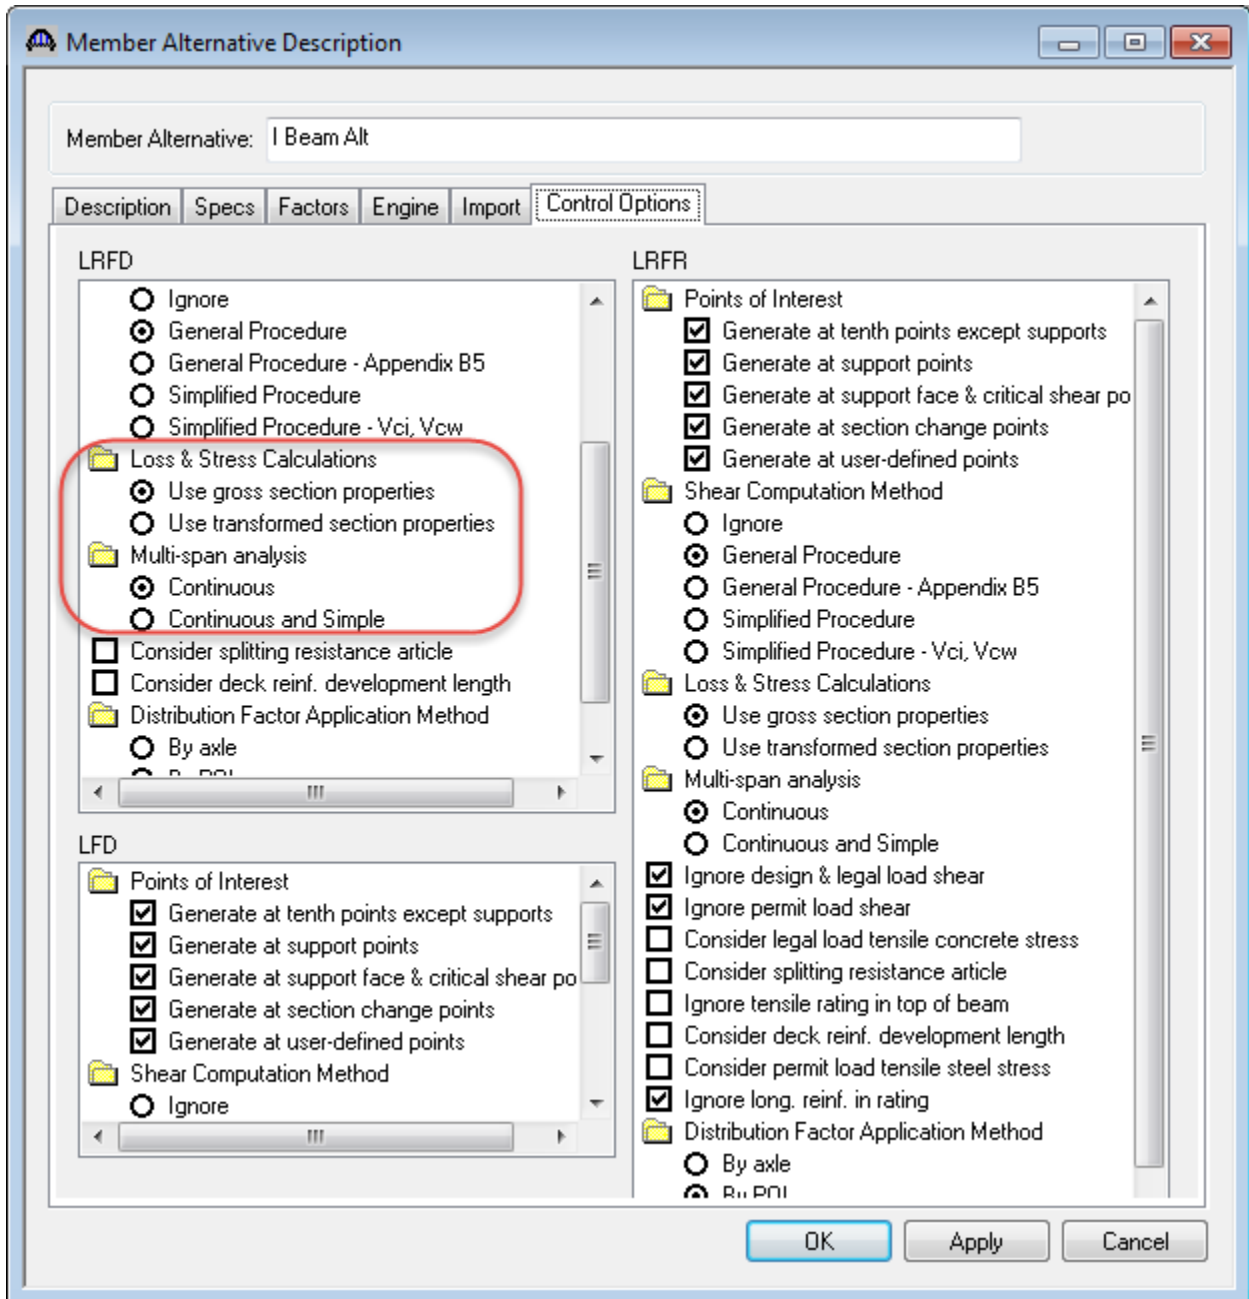 Member Alternative Description
Member Alternative: I Beam Alt
Description Specs Factors Engine Import Control Options
LRFD
Ignore
General Procedure
General Procedure - Appendix B5
Simplified Procedure
Simplified Procedure - Vci, Vcw
Loss & Stress Calculations
Use gross section properties
Use transformed section properties
Multi-span analysis
Continuous
Continuous and Simple
Consider splitting resistance article
Consider deck reinf. development length
Distribution Factor Application Method
By axle
By POI
LFD
Points of Interest
Generate at tenth points except supports
Generate at support points
Generate at support face & critical shear po
Generate at section change points
Generate at user-defined points
Shear Computation Method
Ignore
LRFR
Points of Interest
Generate at tenth points except supports
Generate at support points
Generate at support face & critical shear po
Generate at section change points
Generate at user-defined points
Shear Computation Method
Ignore
General Procedure
General Procedure - Appendix B5
Simplified Procedure
Simplified Procedure - Vci, Vcw
Loss & Stress Calculations
Use gross section properties
Use transformed section properties
Multi-span analysis
Continuous
Continuous and Simple
Ignore design & legal load shear
Ignore permit load shear
Consider legal load tensile concrete stress
Consider splitting resistance article
Ignore tensile rating in top of beam
Consider deck reinf. development length
Consider permit load tensile steel stress
Ignore long. reinf. in rating
Distribution Factor Application Method
By axle
By POI
OK Apply Cancel